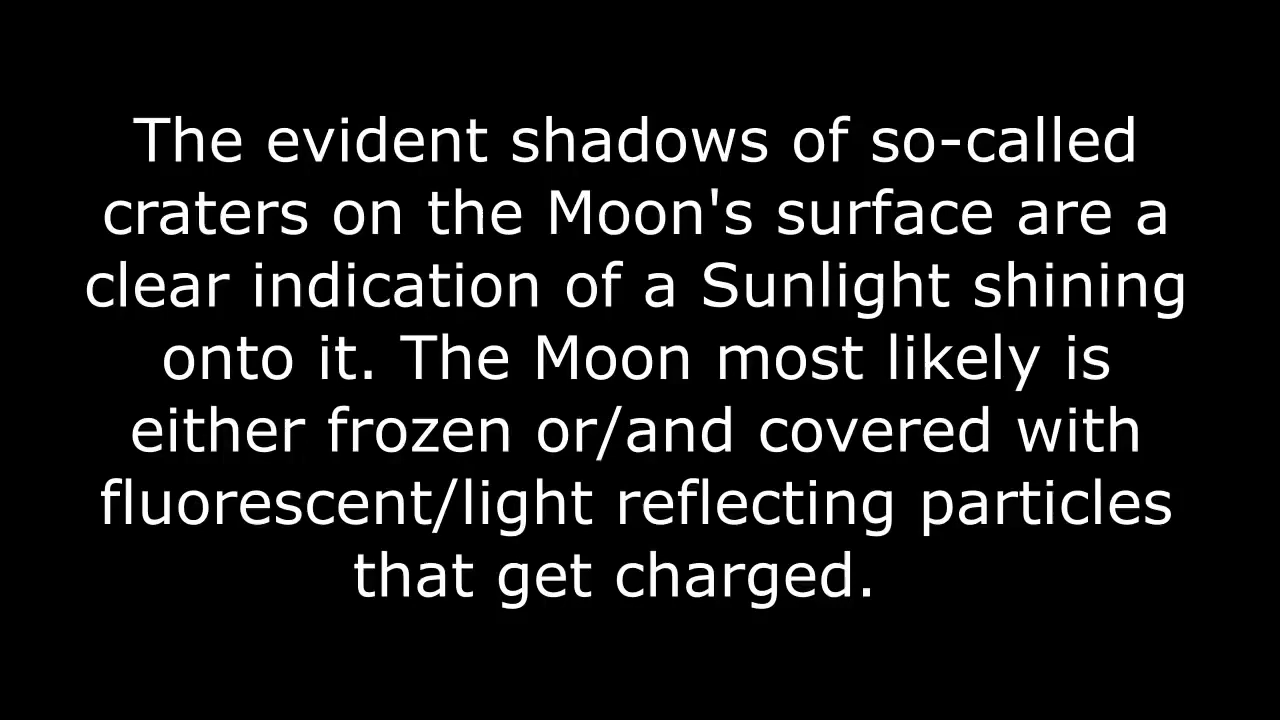 The evident shadows of so-called
craters on the Moon's surface are a
clear indication of a Sunlight shining
onto it. The Moon most likely is
either frozen or/and covered with
fluorescent/light reflecting particles
that get charged.